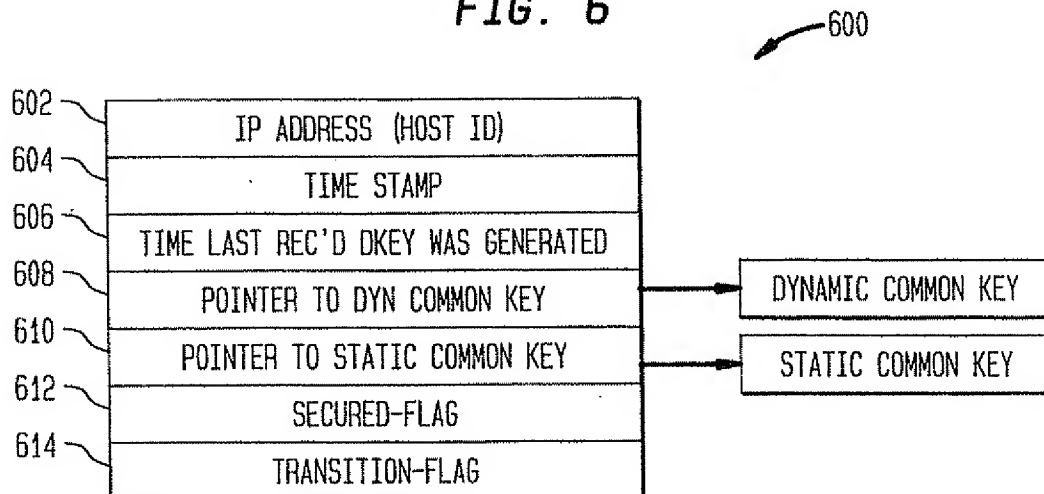 FIG. 6
600
602 IP ADDRESS (HOST ID)
604 TIME STAMP
606 TIME LAST REC'D DKEY WAS GENERATED
608 POINTER TO DYN COMMON KEY DYNAMIC COMMON KEY
610 POINTER TO STATIC COMMON KEY STATIC COMMON KEY
612 SECURED-FLAG
614 TRANSITION-FLAG